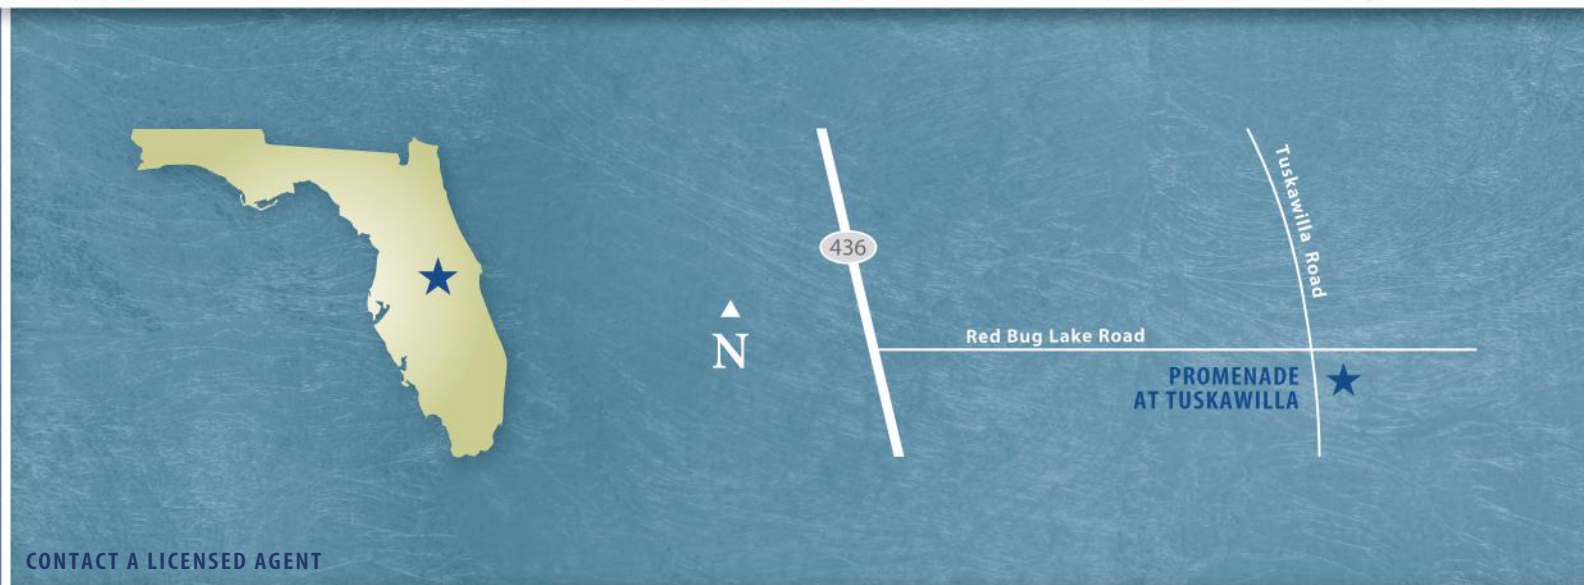 436
Tuskawilla Road
N
Red Bug Lake Road
PROMENADE
AT TUSKAWILLA
CONTACT A LICENSED AGENT